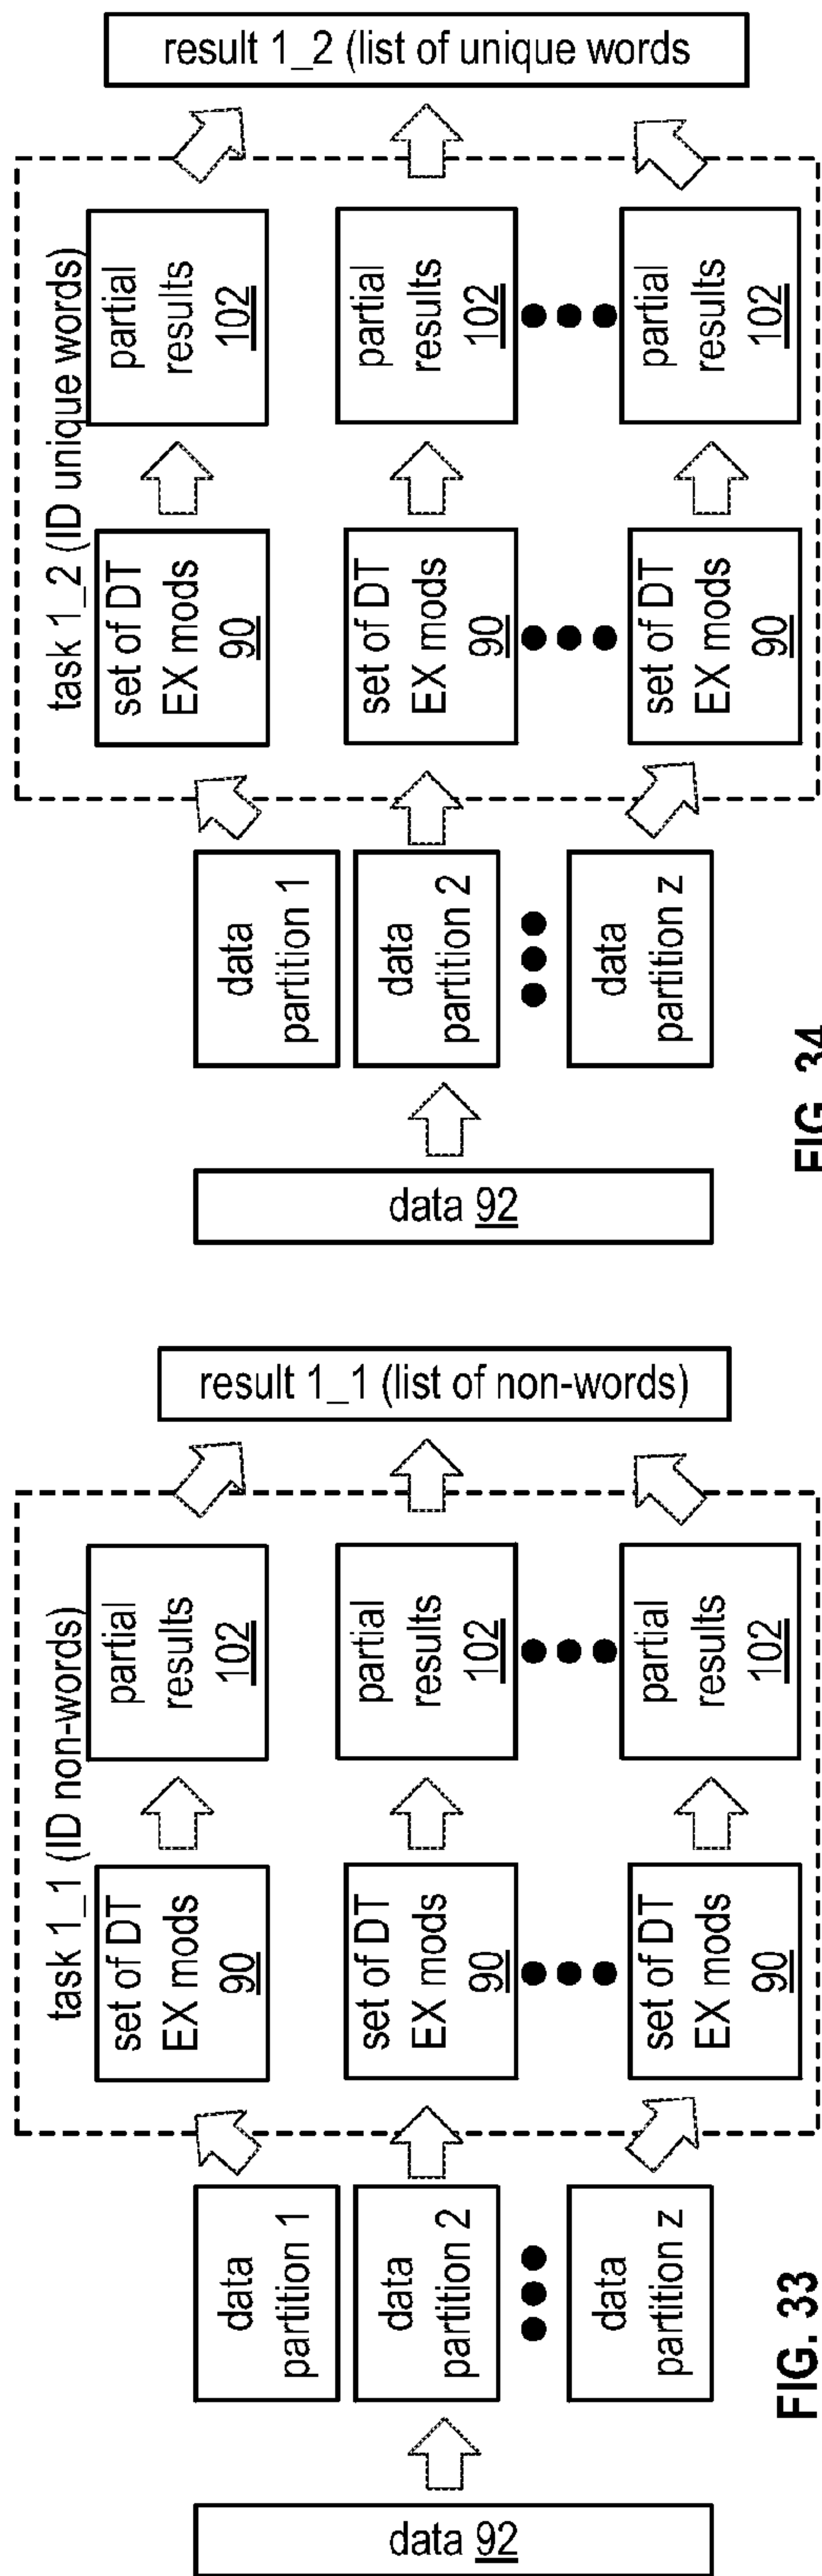 data 92
data
partition 1
data
partition 2
data
partition z
task 1_1 (ID non-words)
set of DT
EX mods
90
set of DT
EX mods
90
set of DT
EX mods
90
partial
results
102
partial
results
102
partial
results
102
result 1_1 (list of non-words)
FIG. 33
data 92
data
partition 1
data
partition 2
data
partition z
task 1_2 (ID unique words)
set of DT
EX mods
90
set of DT
EX mods
90
set of DT
EX mods
90
partial
results
102
partial
results
102
partial
results
102
result 1_2 (list of unique words
FIG. 34